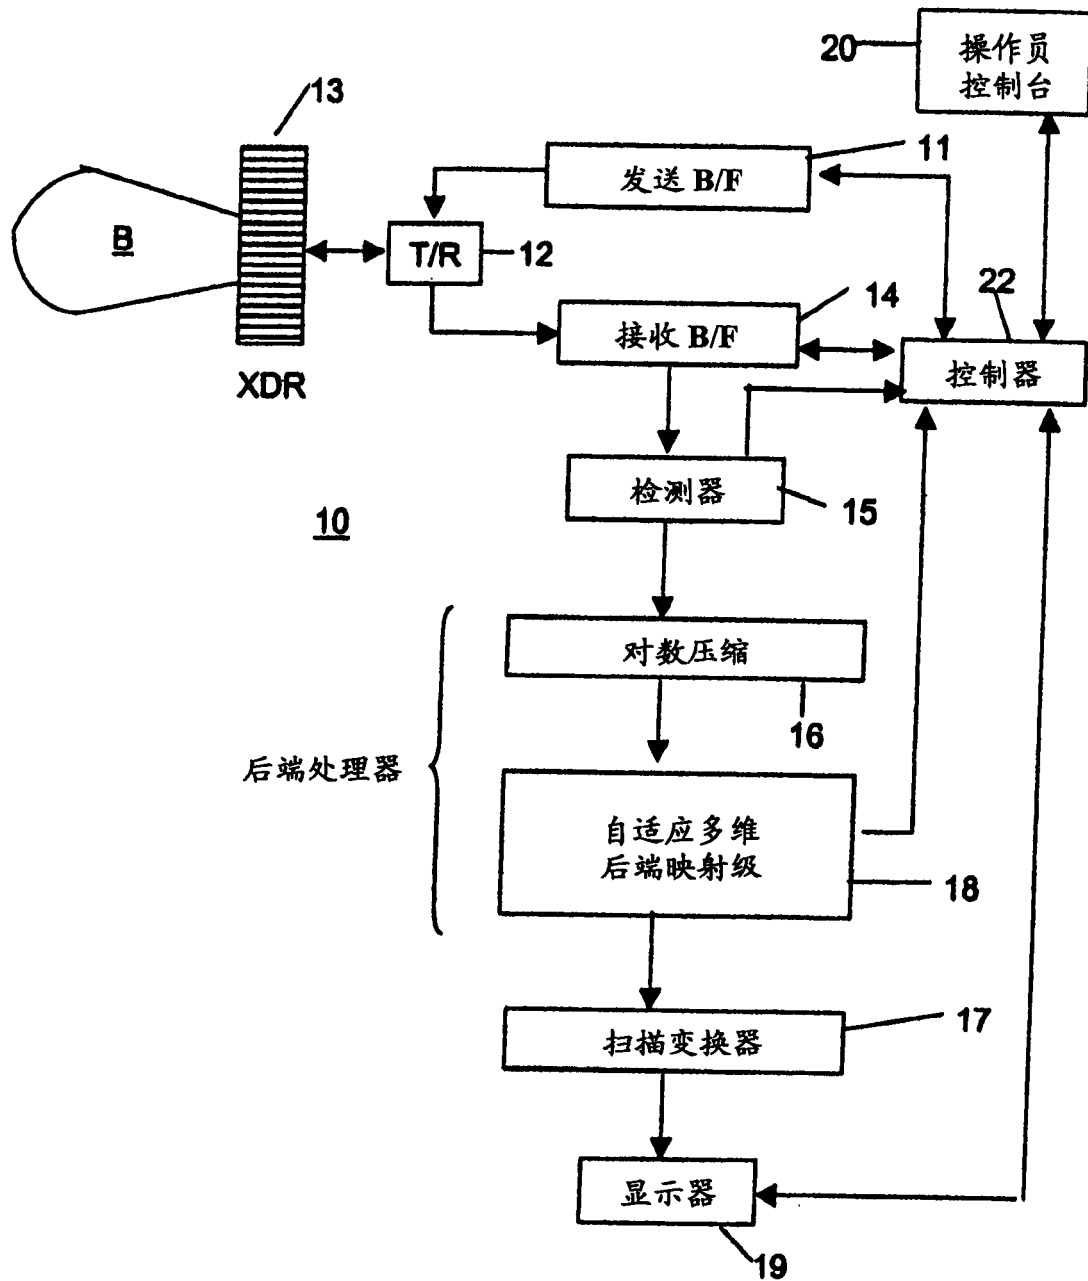 20
操作员
控制台
13
11
发送 B/F
B
T/R
12
22
14
接收 B/F
控制器
XDR
检测器
15
10
对数压缩
16
后端处理器
自适应多维
后端映射级
18
17
扫描变换器
显示器
19